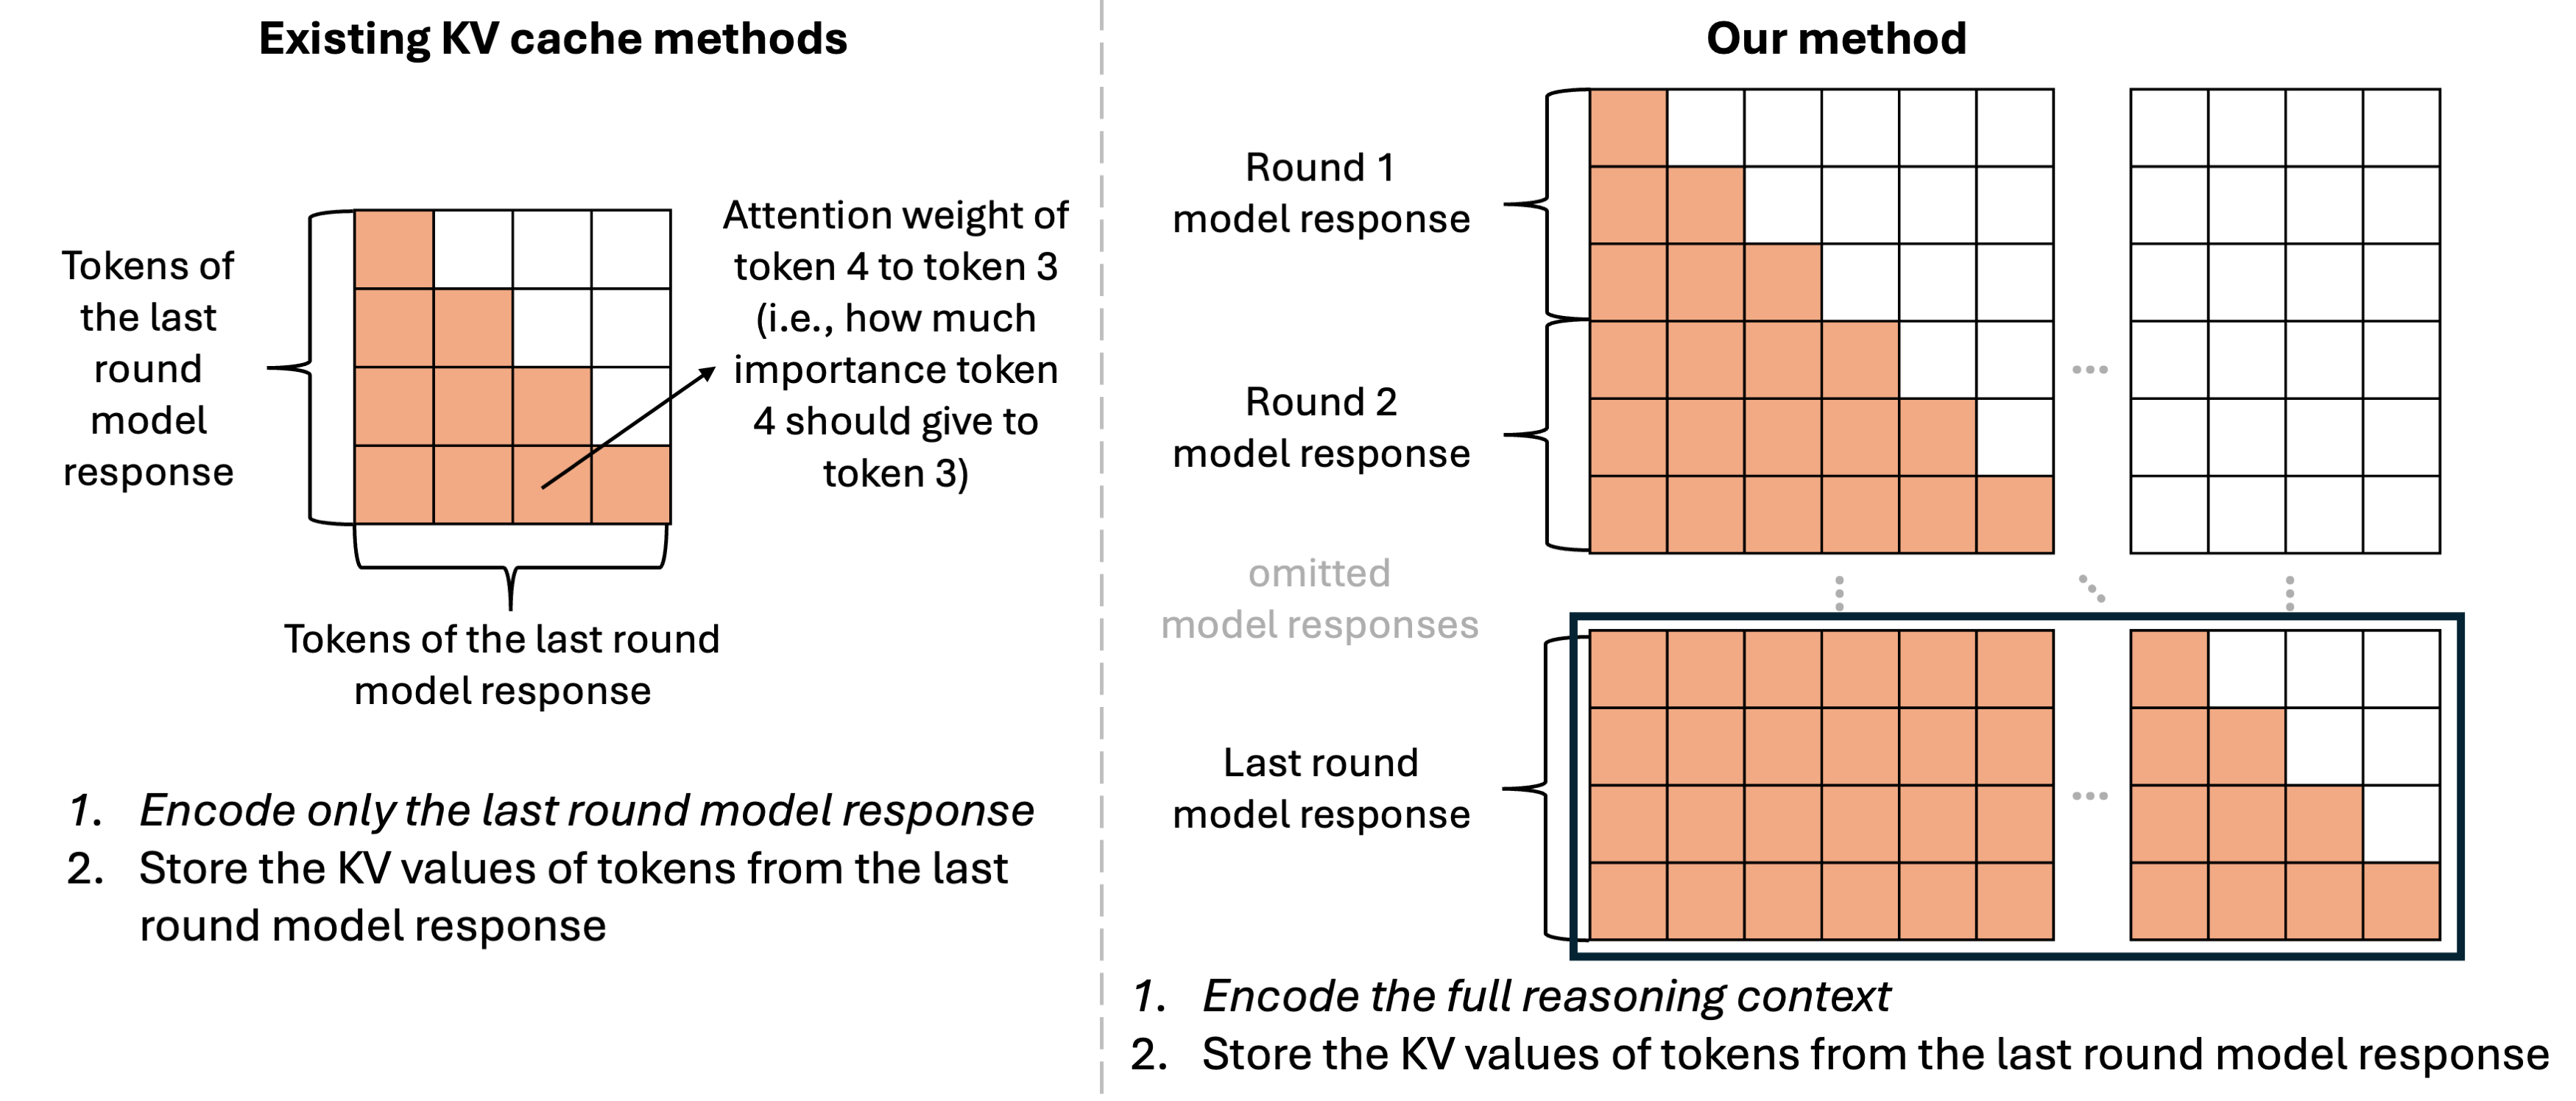 Existing KV cache methods
Tokens of
the last
round
model
response
Attention weight of
token 4 to token 3
(i.e., how much
importance token
4 should give to
token 3)
Tokens of the last round
model response
1. Encode only the last round model response
2. Store the KV values of tokens from the last
round model response
Our method
Round 1
model response
Round 2
model response
...
omitted
model responses
Last round
model response
...
1. Encode the full reasoning context
2. Store the KV values of tokens from the last round model response